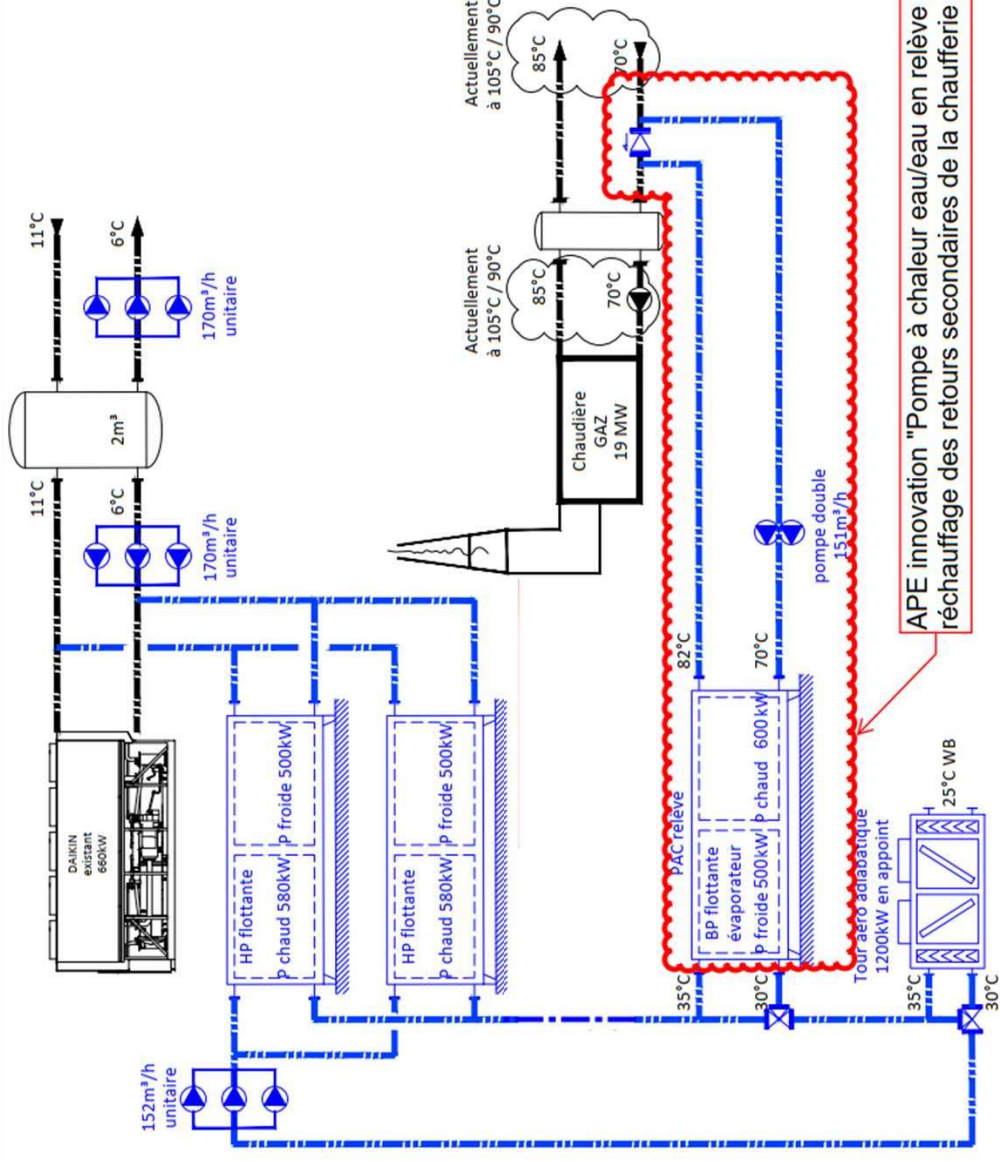 DAIKIN
existant
660kW
11°C
6°C
170m³/h
unitaire
2m³
11°C
6°C
170m³/h
unitaire
152m³/h
unitaire
HP flottante
P chaud 580kW
P froide 500kW
HP flottante
P chaud 580kW
P froide 500kW
Chaudière
GAZ
19 MW
Actuellement
à 105°C / 90°C
85°C
70°C
Actuellement
à 105°C / 90°C
85°C
70°C
PAC relève
35°C
30°C
BP flottante
évaporateur
P froide 500kW
P chaud 600kW
82°C
70°C
pompe double
151m³/h
Tour aéro adiabatique
1200kW en appoint
35°C
30°C
25°C WB
APE innovation "Pompe à chaleur eau/eau en relève
réchauffage des retours secondaires de la chaufferie